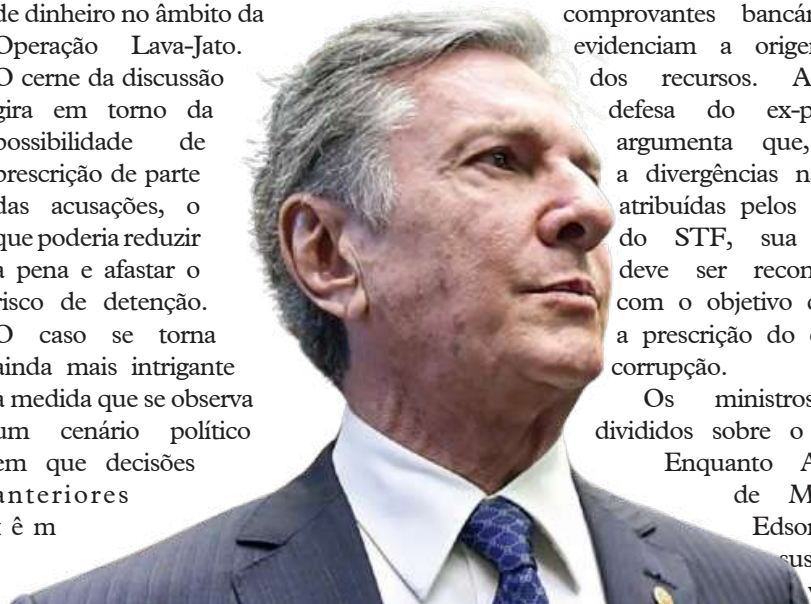 de dinheiro no âmbito da
Operação Lava-Jato.
O cerne da discussão
gira em torno da
possibilidade de
prescrição de parte
das acusações, o
que poderia reduzir
a pena e afastar o
risco de detenção.
O caso se torna
ainda mais intrigante
a medida que se observa
um cenário político
em que decisões
anteriores
têm
comprovantes bancár
evidenciam a orige
dos recursos. A
defesa do ex-p
argumenta que,
a divergências n
atribuídas pelos
do STF, sua
deve ser recon
com o objetivo
a prescrição do
corrupção.
Os ministros
divididos sobre o
Enquanto A
de M
Edson
sus